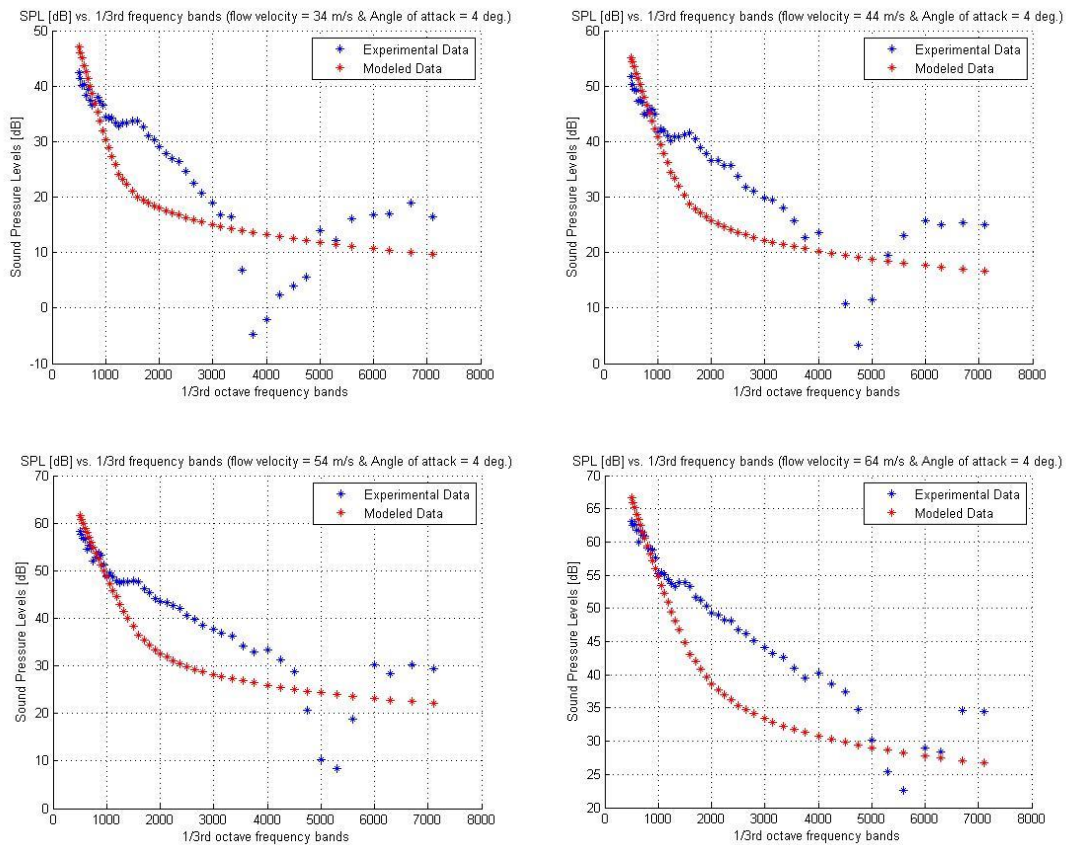 SPL [dB] vs. 1/3rd frequency bands (flow velocity = 34 m/s & Angle of attack = 4 deg.)
50
40
30
20
10
0
-10
Sound Pressure Levels [dB]
Experimental Data
Modeled Data
0 1000 2000 3000 4000 5000 6000 7000 8000
1/3rd octave frequency bands
SPL [dB] vs. 1/3rd frequency bands (flow velocity = 44 m/s & Angle of attack = 4 deg.)
60
50
40
30
20
10
0
Sound Pressure Levels [dB]
Experimental Data
Modeled Data
0 1000 2000 3000 4000 5000 6000 7000 8000
1/3rd octave frequency bands
SPL [dB] vs. 1/3rd frequency bands (flow velocity = 54 m/s & Angle of attack = 4 deg.)
70
60
50
40
30
20
10
0
Sound Pressure Levels [dB]
Experimental Data
Modeled Data
0 1000 2000 3000 4000 5000 6000 7000 8000
1/3rd octave frequency bands
SPL [dB] vs. 1/3rd frequency bands (flow velocity = 64 m/s & Angle of attack = 4 deg.)
70
65
60
55
50
45
40
35
30
25
20
Sound Pressure Levels [dB]
Experimental Data
Modeled Data
0 1000 2000 3000 4000 5000 6000 7000 8000
1/3rd octave frequency bands